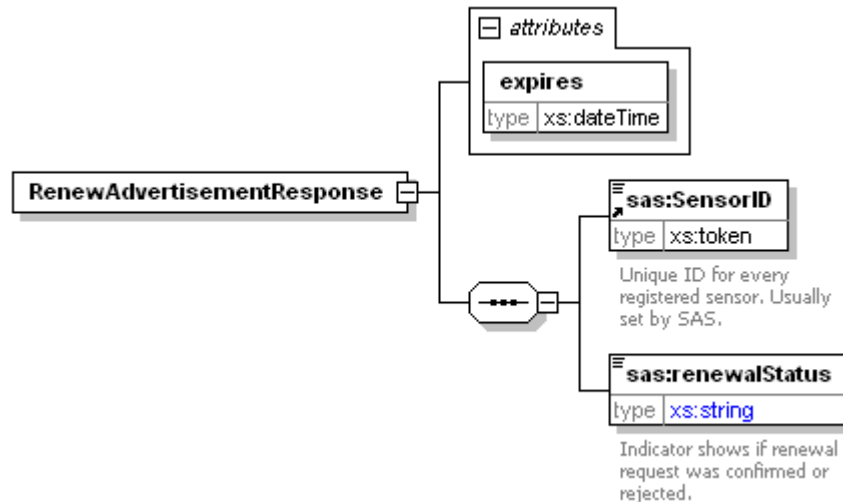 attributes
expires
type xs:dateTime
RenewAdvertisementResponse
sas:SensorID
type xs:token
Unique ID for every
registered sensor. Usually
set by SAS.
sas:renewalStatus
type xs:string
Indicator shows if renewal
request was confirmed or
rejected.